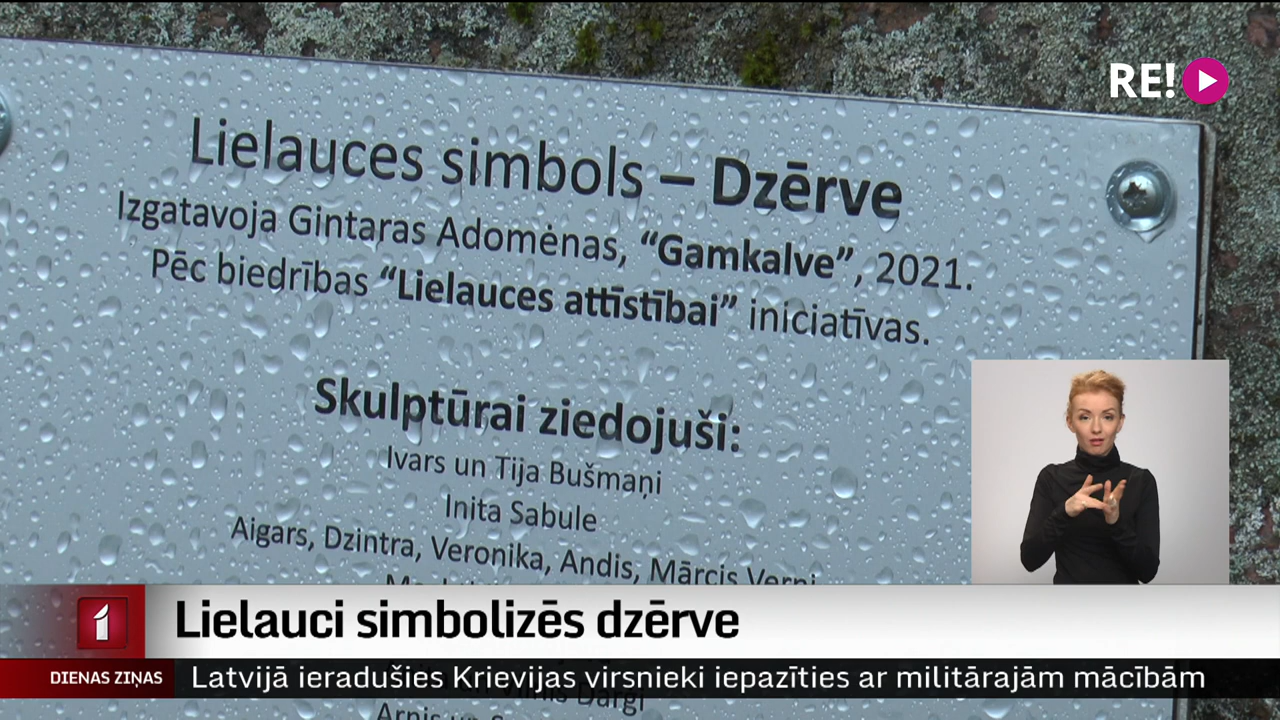 RE!
Lielauces simbols – Dzērve
Izgatavoja Gintaras Adomėnas, “Gamkalve”, 2021.
Pēc biedrības “Lielauces attīstībai” iniciatīvas.
Skulptūrai ziedojuši:
Ivars un Tija Bušmaņi
Inita Sabule
Aigars, Dzintra, Veronika, Andis, Mārcis Verņi
1
Lielauci simbolizēs dzērve
DIENAS ZIŅAS
Latvijā ieradušies Krievijas virsnieki iepazīties ar militārajām mācībām